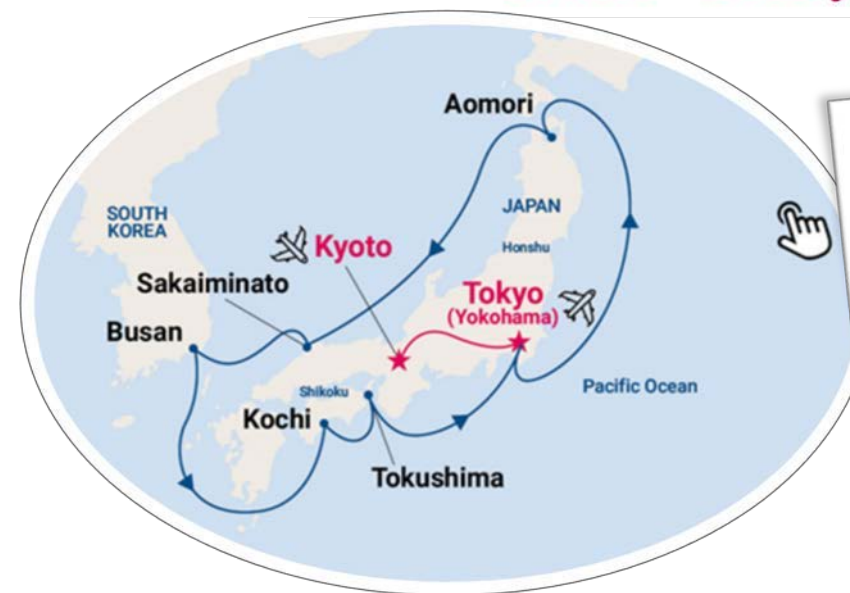 Aomori
SOUTH
KOREA
JAPAN
Kyoto
Honshu
Sakaiminato
Tokyo
(Yokohama)
Busan
Pacific Ocean
Shikoku
Kochi
Tokushima